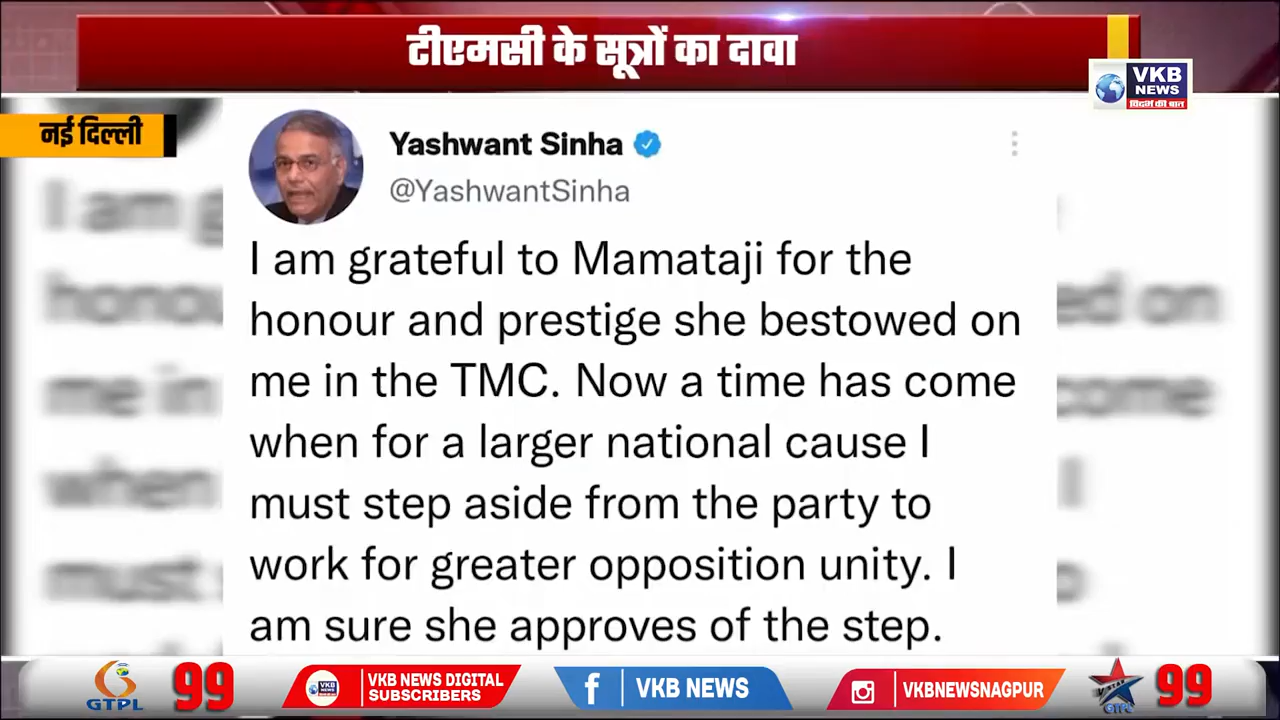 टीएमसी के सूत्रों का दावा
VKB
NEWS
विदर्भ की बात
नई दिल्ली
Yashwant Sinha
@YashwantSinha
I am grateful to Mamataji for the
honour and prestige she bestowed on
me in the TMC. Now a time has come
when for a larger national cause I
must step aside from the party to
work for greater opposition unity. I
am sure she approves of the step.
GTPL 99
VKB NEWS DIGITAL
SUBSCRIBERS
VKB NEWS
VKBNEWSNAGPUR
V STAR
GTPL
99